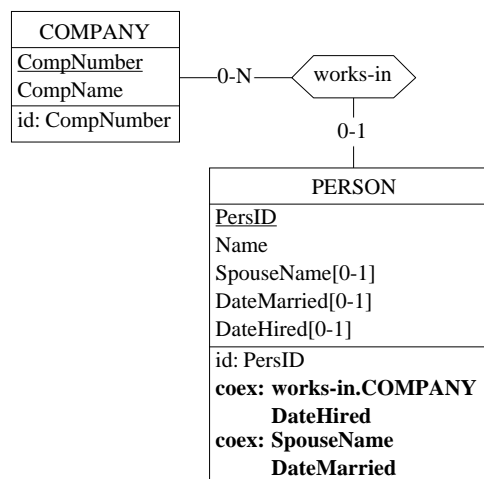 COMPANY
CompNumber
CompName
id: CompNumber
0-N
works-in
0-1
PERSON
PersID
Name
SpouseName[0-1]
DateMarried[0-1]
DateHired[0-1]
id: PersID
coex: works-in.COMPANY
DateHired
coex: SpouseName
DateMarried